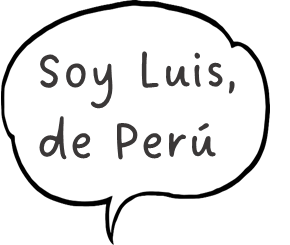 Soy Luis,
de Perú